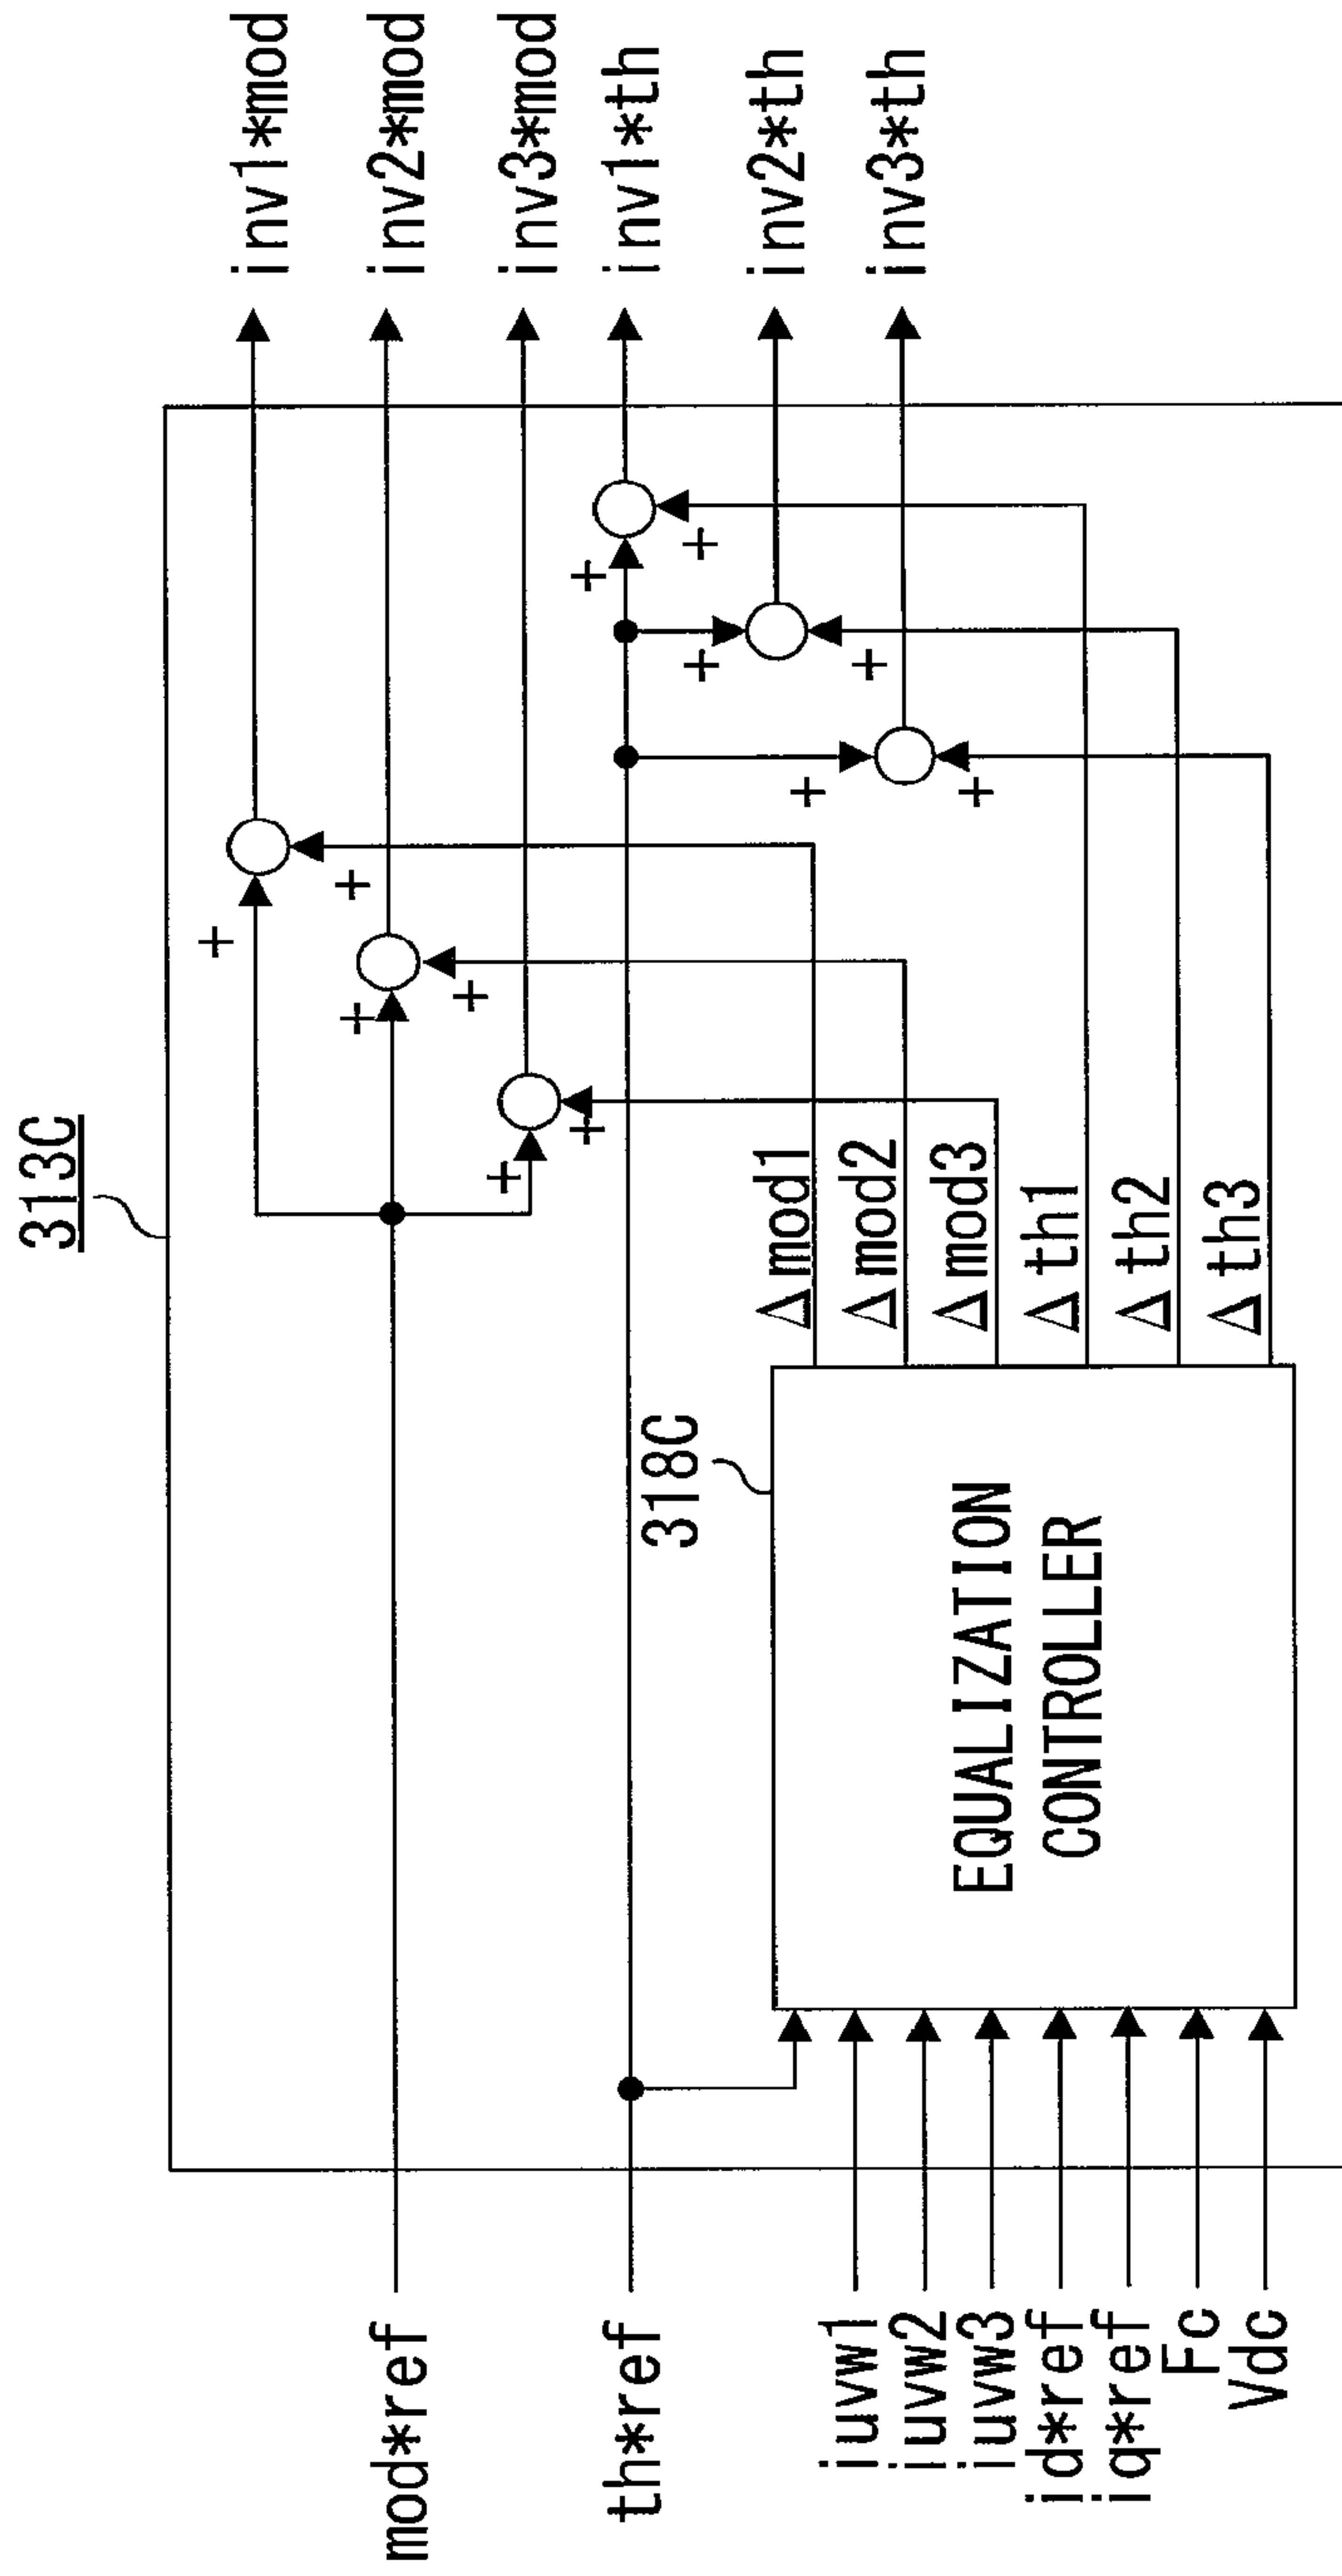 313C
mod*ref
th*ref
iuvw1
iuvw2
iuvw3
id*ref
iq*ref
Fc
Vdc
318C
EQUALIZATION
CONTROLLER
Δmod1
Δmod2
Δmod3
Δth1
Δth2
Δth3
+
+
+
+
+
+
+
+
+
+
+
+
inv1*mod
inv2*mod
inv3*mod
inv1*th
inv2*th
inv3*th